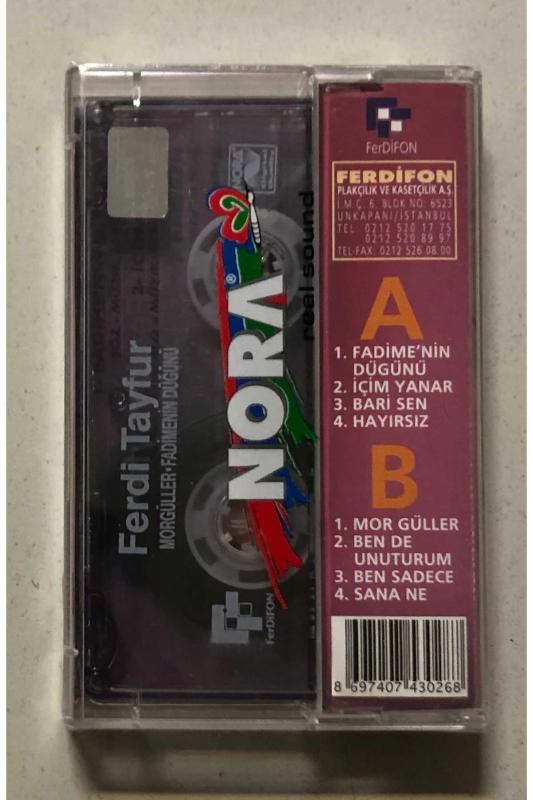 FerDİFON
FERDİFON
PLAKÇILIK VE KASETÇİLİK A.Ş.
İ.M.Ç. 6. BLOK NO: 6523
UNKAPANI/İSTANBUL
TEL: 0212 520 17 75
0212 520 89 97
TEL-FAX: 0212 526 08 00
A
1. FADİME'NİN
DÜGÜNÜ
2. İÇİM YANAR
3. BARİ SEN
4. HAYIRSIZ
B
1. MOR GÜLLER
2. BEN DE
UNUTURUM
3. BEN SADECE
4. SANA NE
8 697407 430268
Ferdi Tayfur
MORGÜLLER•FADİMENİN DÜGÜNÜ
FerDİFON
NORA®
real sound
NORA